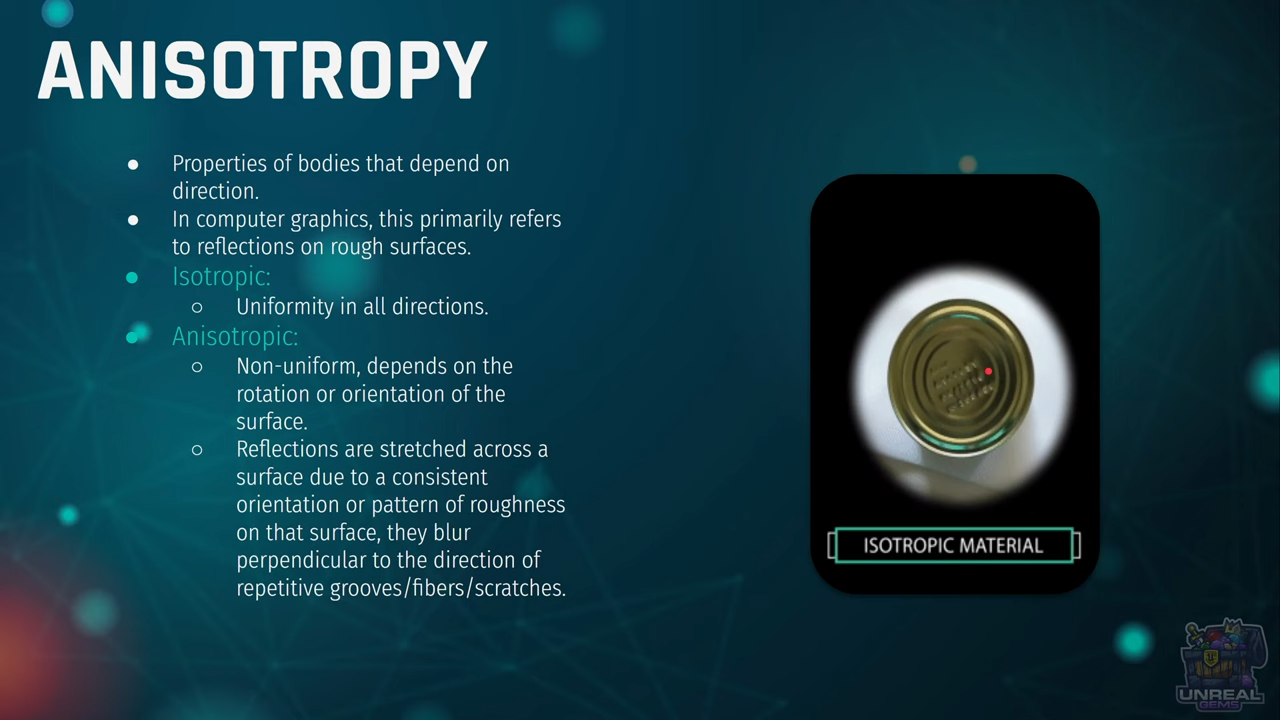 ANISOTROPY
● Properties of bodies that depend on
direction.
● In computer graphics, this primarily refers
to reflections on rough surfaces.
● Isotropic:
○ Uniformity in all directions.
● Anisotropic:
○ Non-uniform, depends on the
rotation or orientation of the
surface.
○ Reflections are stretched across a
surface due to a consistent
orientation or pattern of roughness
on that surface, they blur
perpendicular to the direction of
repetitive grooves/fibers/scratches.
ISOTROPIC MATERIAL
UNREAL
GEMS